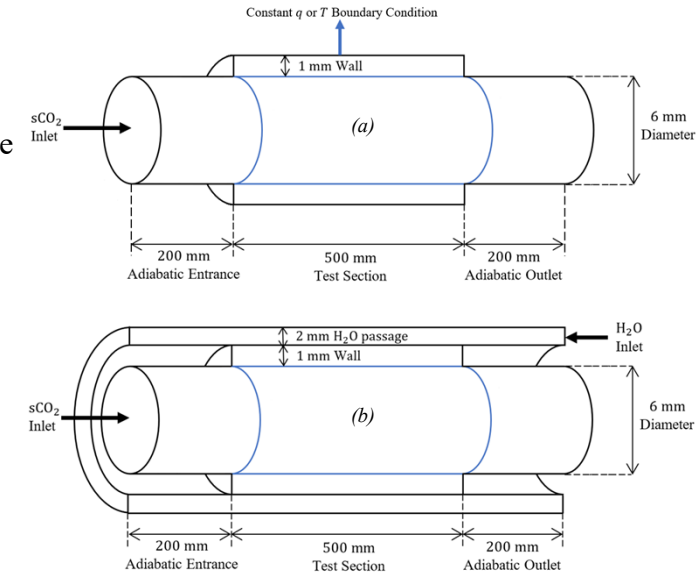 Constant q or T Boundary Condition
1 mm Wall
sCO₂
Inlet
(a)
6 mm
Diameter
e
200 mm
Adiabatic Entrance
500 mm
Test Section
200 mm
Adiabatic Outlet
2 mm H₂O passage
H₂O
Inlet
1 mm Wall
sCO₂
Inlet
(b)
6 mm
Diameter
200 mm
Adiabatic Entrance
500 mm
Test Section
200 mm
Adiabatic Outlet